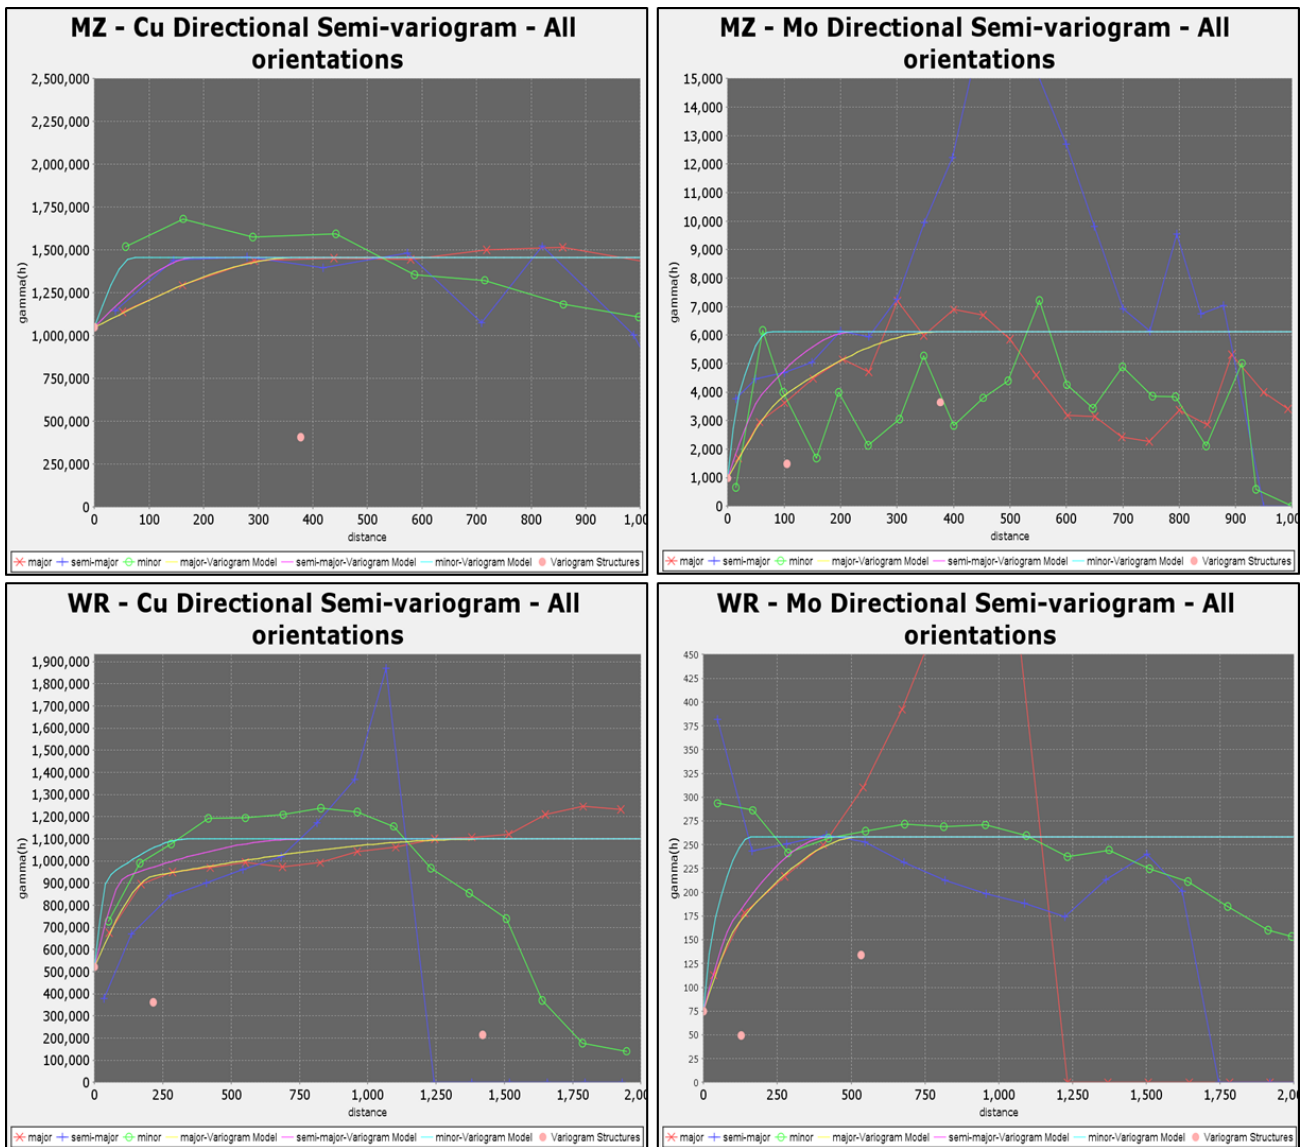 MZ - Cu Directional Semi-variogram - All
orientations
2,500,000
2,250,000
2,000,000
1,750,000
1,500,000
1,250,000
1,000,000
750,000
500,000
250,000
0
gamma(h)
0 100 200 300 400 500 600 700 800 900 1,00
distance
major semi-major minor major-Variogram Model semi-major-Variogram Model minor-Variogram Model Variogram Structures
MZ - Mo Directional Semi-variogram - All
orientations
15,000
14,000
13,000
12,000
11,000
10,000
9,000
8,000
7,000
6,000
5,000
4,000
3,000
2,000
1,000
0
gamma(h)
0 100 200 300 400 500 600 700 800 900 1,00
distance
major semi-major minor major-Variogram Model semi-major-Variogram Model minor-Variogram Model Variogram Structures
WR - Cu Directional Semi-variogram - All
orientations
1,900,000
1,800,000
1,700,000
1,600,000
1,500,000
1,400,000
1,300,000
1,200,000
1,100,000
1,000,000
900,000
800,000
700,000
600,000
500,000
400,000
300,000
200,000
100,000
0
gamma(h)
0 250 500 750 1,000 1,250 1,500 1,750 2,00
distance
major semi-major minor major-Variogram Model semi-major-Variogram Model minor-Variogram Model Variogram Structures
WR - Mo Directional Semi-variogram - All
orientations
450
425
400
375
350
325
300
275
250
225
200
175
150
125
100
75
50
25
0
gamma(h)
0 250 500 750 1,000 1,250 1,500 1,750 2,00
distance
major semi-major minor major-Variogram Model semi-major-Variogram Model minor-Variogram Model Variogram Structures